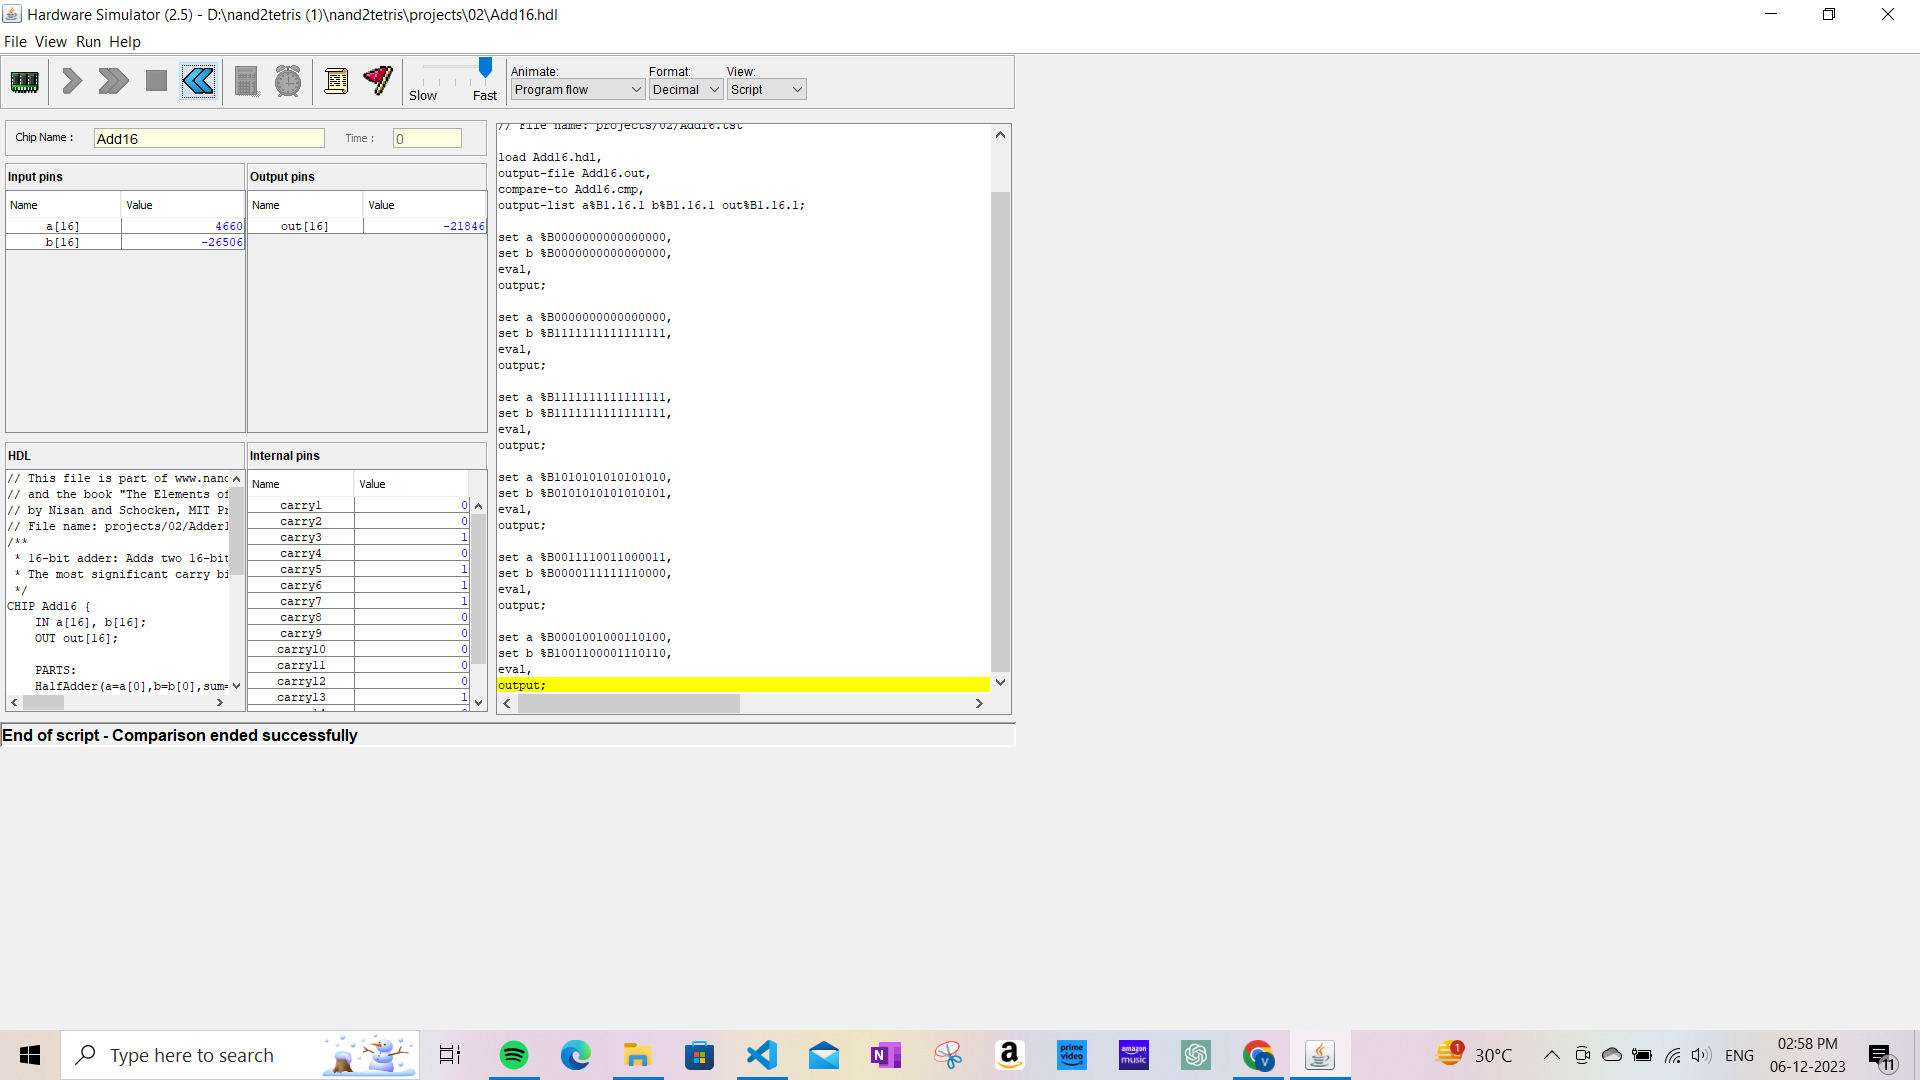 Hardware Simulator (2.5) - D:\nand2tetris (1)\nand2tetris\projects\02\Add16.hdl
File View Run Help
Slow Fast
Animate: Format: View:
Program flow Decimal Script
Chip Name : Add16 Time : 0
Input pins
Name Value
a[16] 4660
b[16] -26506
Output pins
Name Value
out[16] -21846
HDL
// This file is part of www.nand
// and the book "The Elements of
// by Nisan and Schocken, MIT Pr
// File name: projects/02/Adder1
/**
* 16-bit adder: Adds two 16-bit
* The most significant carry bi
*/
CHIP Add16 {
IN a[16], b[16];
OUT out[16];
PARTS:
HalfAdder(a=a[0],b=b[0],sum=
Internal pins
Name Value
carry1 0
carry2 0
carry3 1
carry4 0
carry5 1
carry6 1
carry7 1
carry8 0
carry9 0
carry10 0
carry11 0
carry12 0
carry13 1
// File name: projects/02/Add16.tst
load Add16.hdl,
output-file Add16.out,
compare-to Add16.cmp,
output-list a%B1.16.1 b%B1.16.1 out%B1.16.1;
set a %B0000000000000000,
set b %B0000000000000000,
eval,
output;
set a %B0000000000000000,
set b %B1111111111111111,
eval,
output;
set a %B1111111111111111,
set b %B1111111111111111,
eval,
output;
set a %B1010101010101010,
set b %B0101010101010101,
eval,
output;
set a %B0011110011000011,
set b %B0000111111110000,
eval,
output;
set a %B0001001000110100,
set b %B1001100001110110,
eval,
output;
End of script - Comparison ended successfully
Type here to search
N
a
prime video
amazon music
V
1
30°C
ENG
02:58 PM
06-12-2023
11